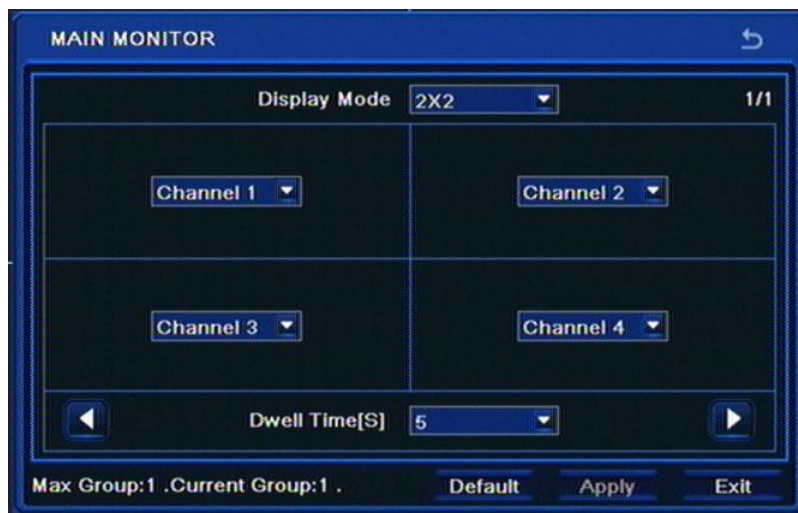 MAIN MONITOR
Display Mode 2X2 1/1
Channel 1 Channel 2
Channel 3 Channel 4
Dwell Time[S] 5
Max Group:1 .Current Group:1 . Default Apply Exit